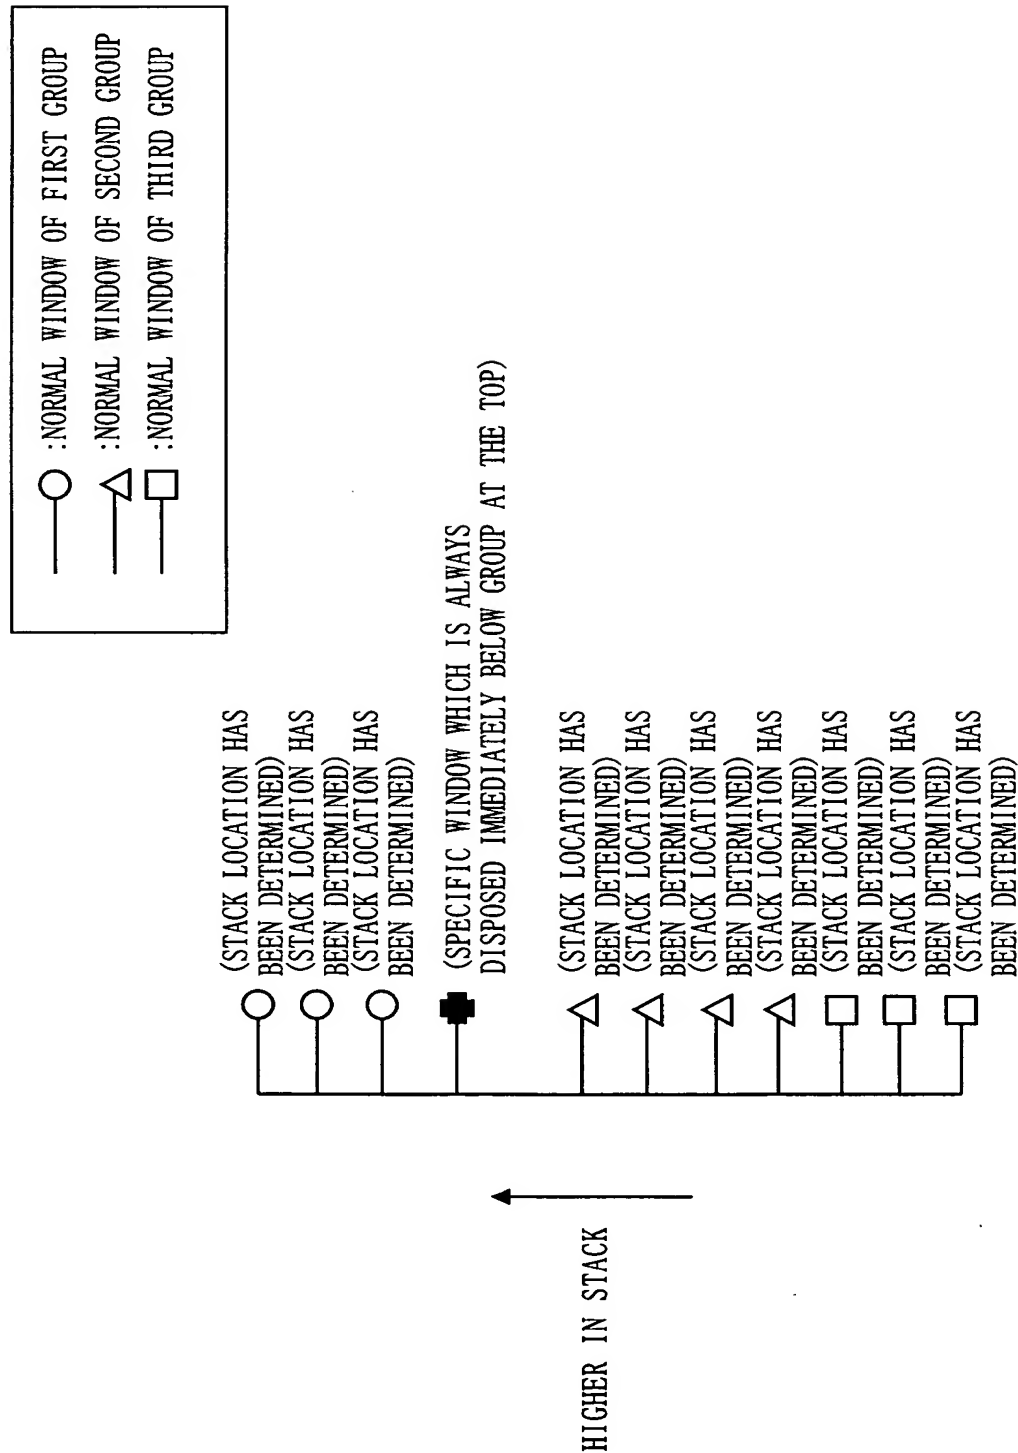 :NORMAL WINDOW OF FIRST GROUP
:NORMAL WINDOW OF SECOND GROUP
:NORMAL WINDOW OF THIRD GROUP
(STACK LOCATION HAS
BEEN DETERMINED)
(STACK LOCATION HAS
BEEN DETERMINED)
(STACK LOCATION HAS
BEEN DETERMINED)
(SPECIFIC WINDOW WHICH IS ALWAYS
DISPOSED IMMEDIATELY BELOW GROUP AT THE TOP)
(STACK LOCATION HAS
BEEN DETERMINED)
(STACK LOCATION HAS
BEEN DETERMINED)
(STACK LOCATION HAS
BEEN DETERMINED)
(STACK LOCATION HAS
BEEN DETERMINED)
(STACK LOCATION HAS
BEEN DETERMINED)
(STACK LOCATION HAS
BEEN DETERMINED)
(STACK LOCATION HAS
BEEN DETERMINED)
HIGHER IN STACK